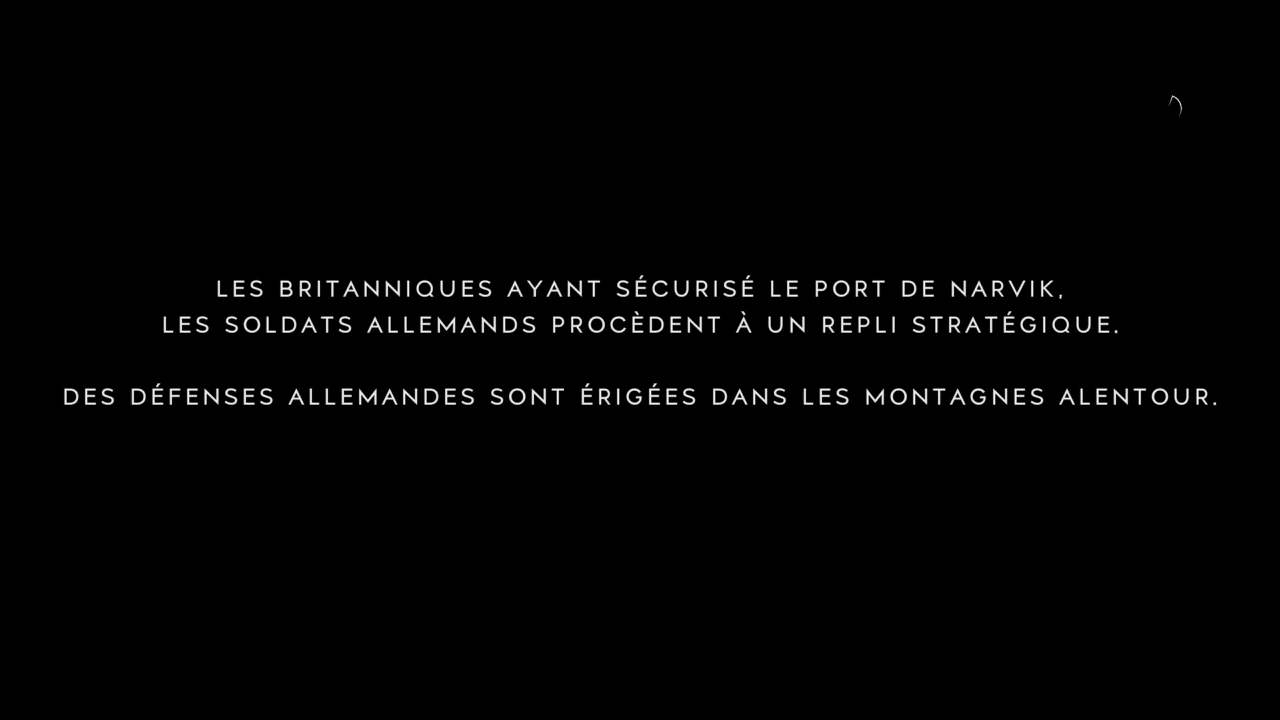 LES BRITANNIQUES AYANT SÉCURISÉ LE PORT DE NARVIK,
LES SOLDATS ALLEMANDS PROCÈDENT À UN REPLI STRATÉGIQUE.
DES DÉFENSES ALLEMANDES SONT ÉRIGÉES DANS LES MONTAGNES ALENTOUR.